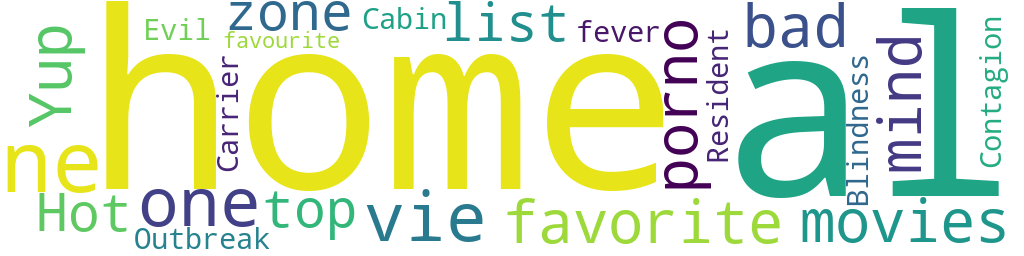 zone
Cabin
list
fever
bad
Evil
favourite
Yup
home
al
Carrier
porno
Resident
Blindness
mind
Contagion
ne
Hot
one
top
vie
favorite
movies
Outbreak